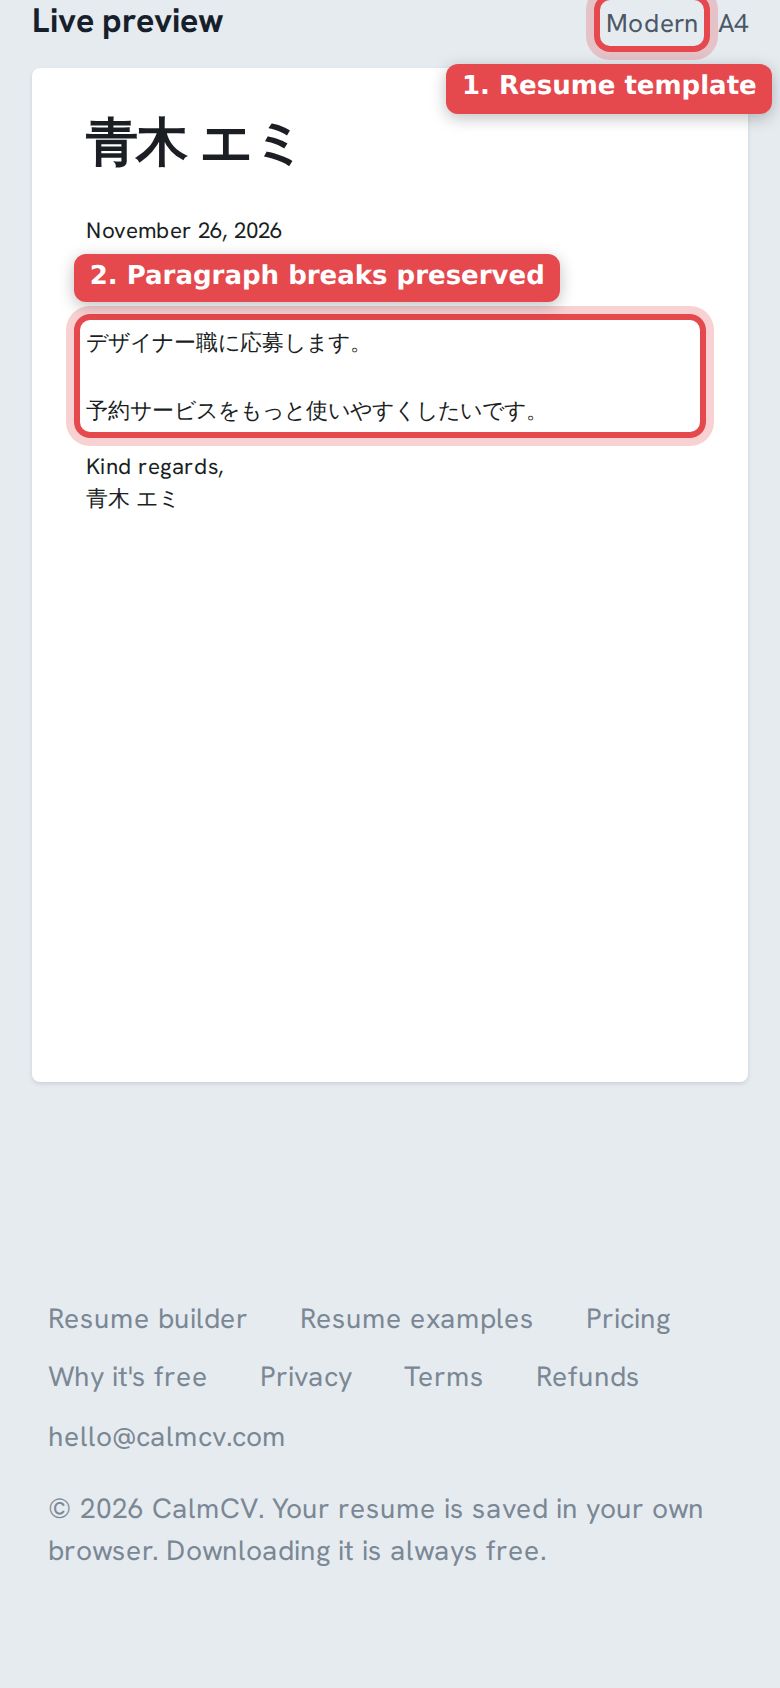 Live preview
Modern A4
1. Resume template
青木 エミ
November 26, 2026
2. Paragraph breaks preserved
デザイナー職に応募します。
予約サービスをもっと使いやすくしたいです。
Kind regards,
青木 エミ
Resume builder Resume examples Pricing
Why it's free Privacy Terms Refunds
hello@calmcv.com
© 2026 CalmCV. Your resume is saved in your own
browser. Downloading it is always free.